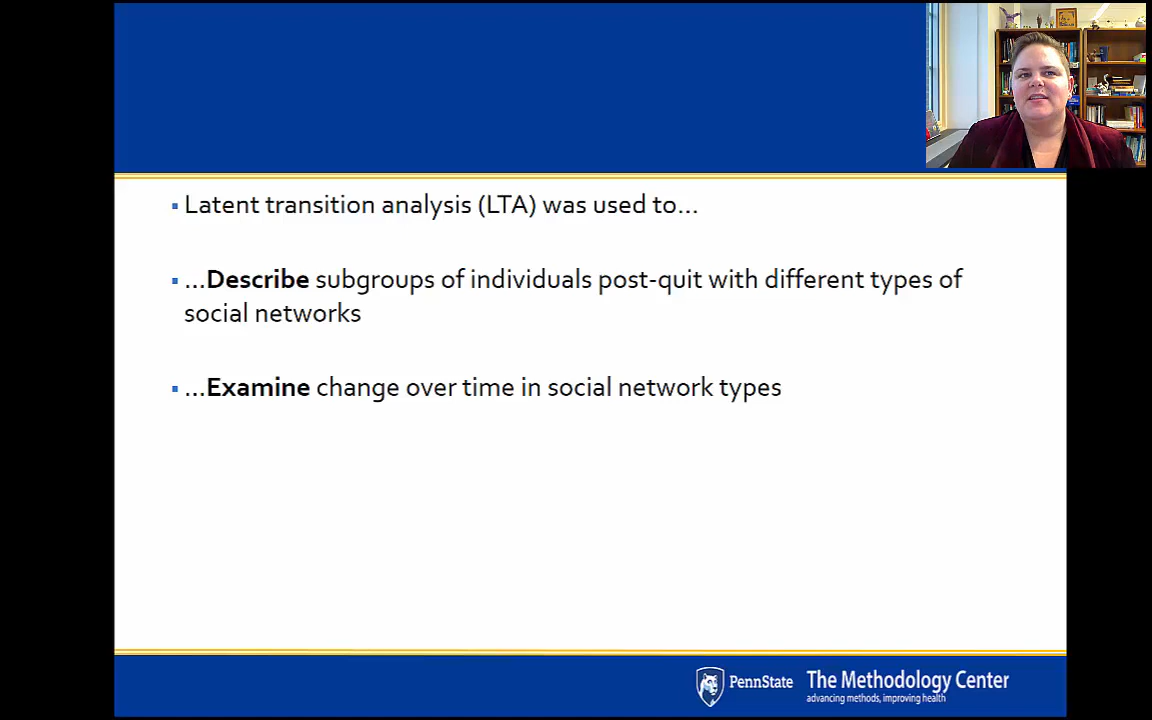 Latent transition analysis (LTA) was used to...
...Describe subgroups of individuals post-quit with different types of
social networks
...Examine change over time in social network types
PennState
The Methodology Center
advancing methods, improving health